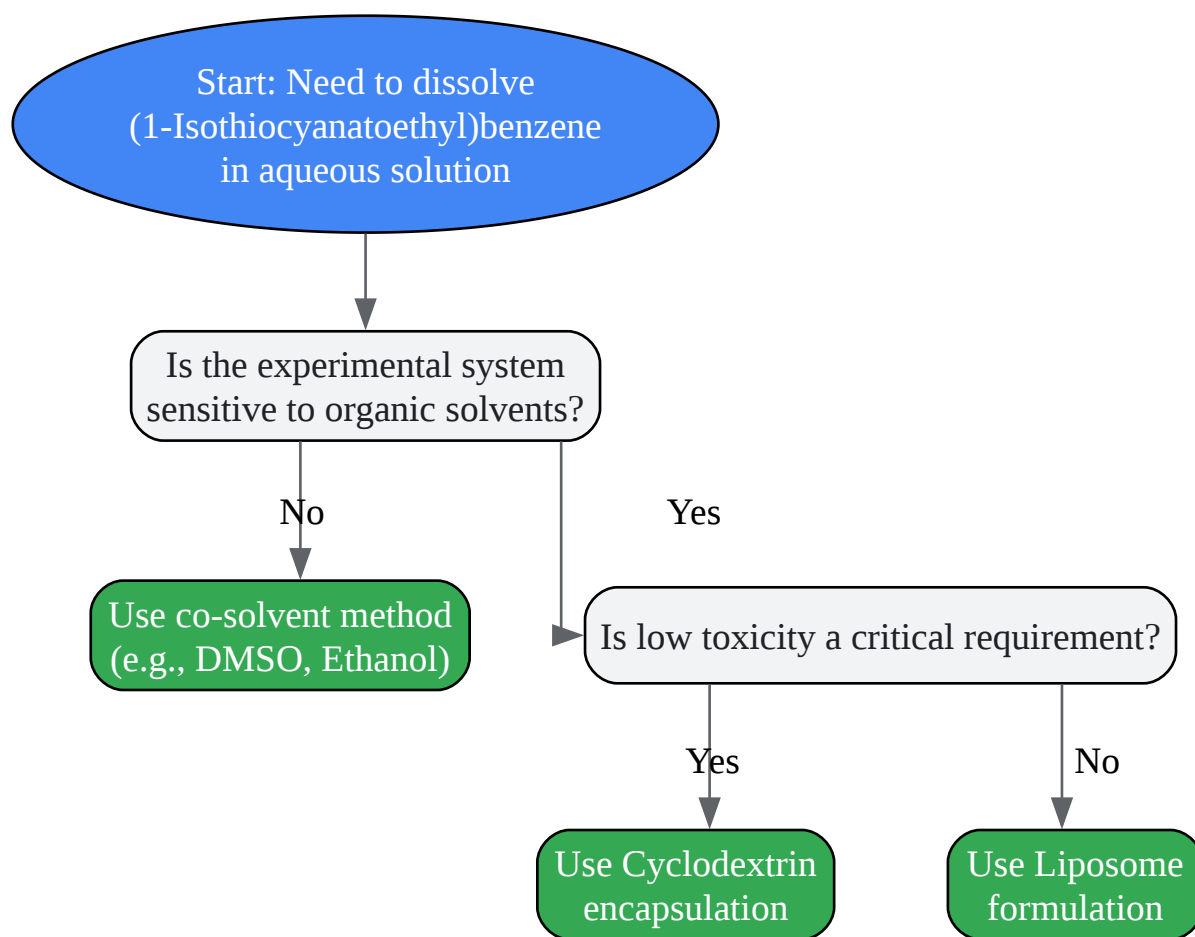 Start: Need to dissolve
(1-Isothiocyanatoethyl)benzene
in aqueous solution
Is the experimental system
sensitive to organic solvents?
No
Yes
Use co-solvent method
(e.g., DMSO, Ethanol)
Is low toxicity a critical requirement?
Yes
No
Use Cyclodextrin
encapsulation
Use Liposome
formulation